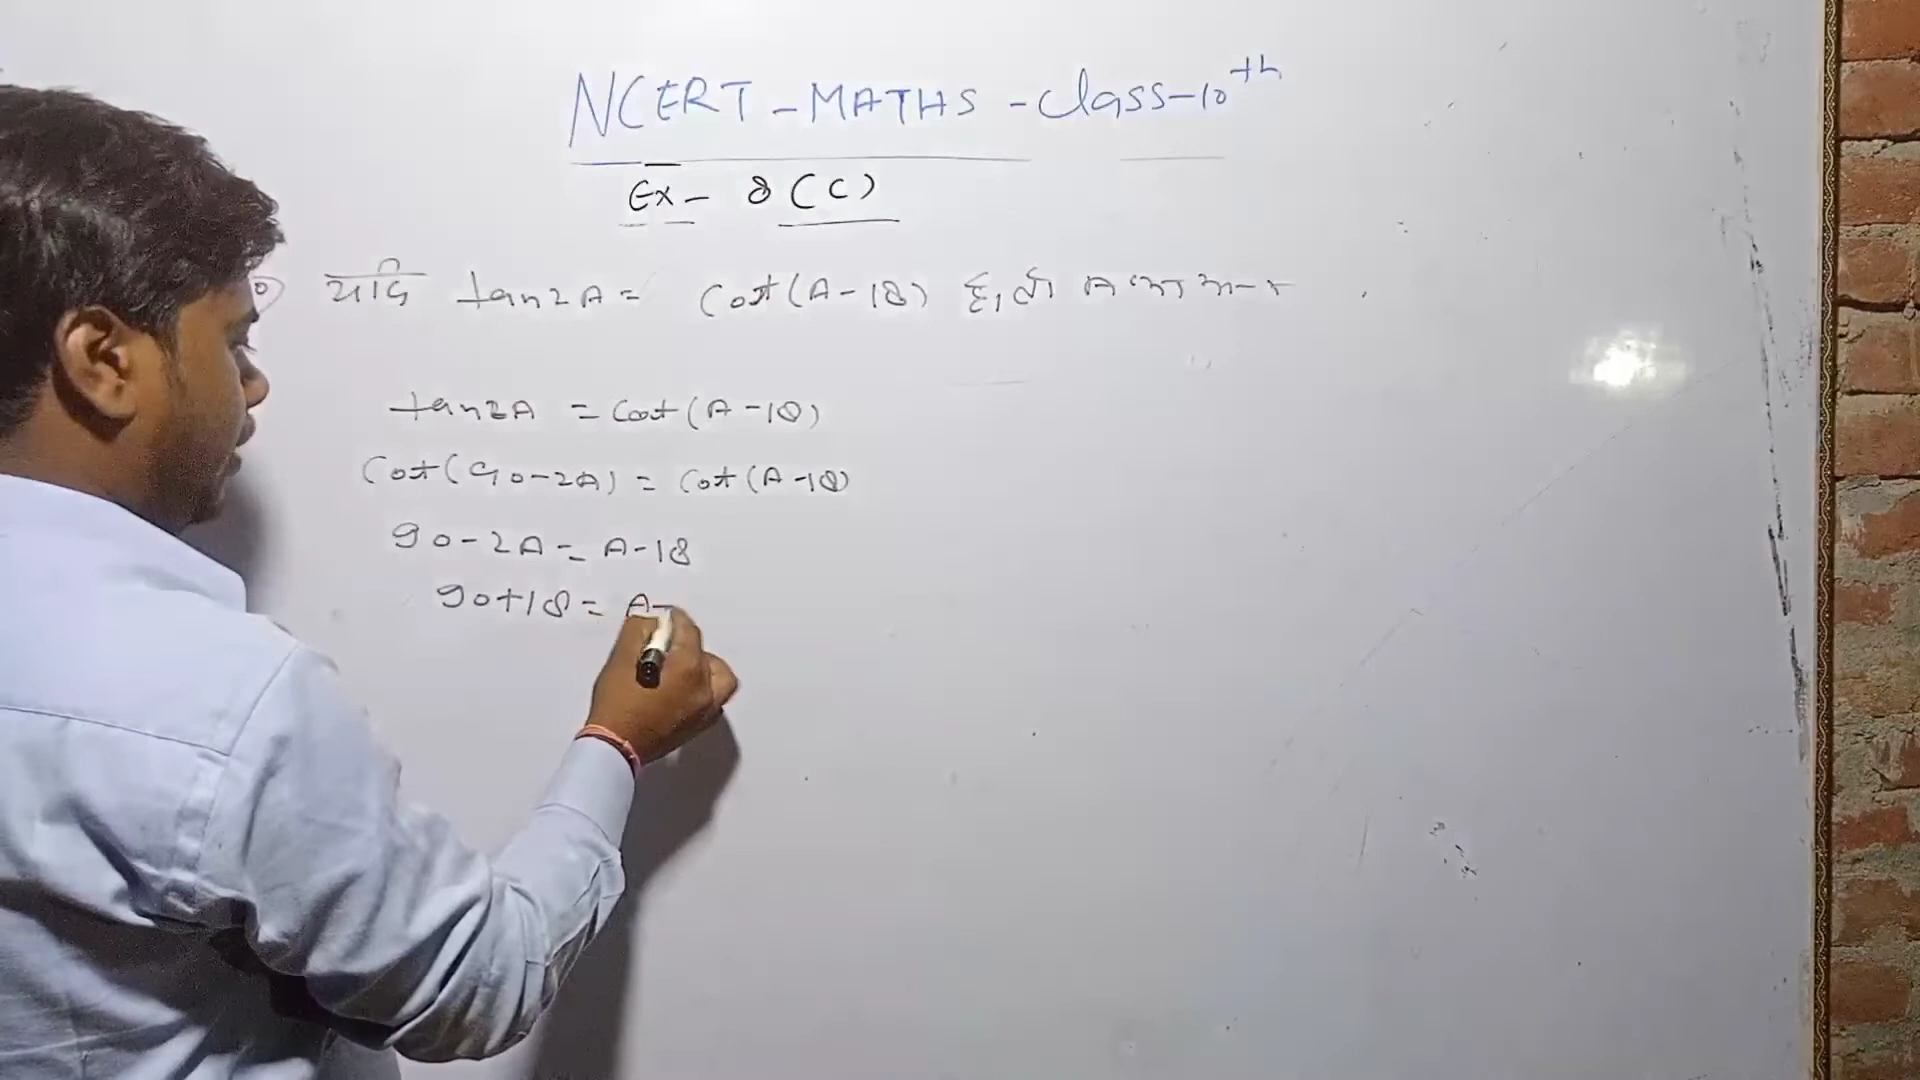 NCERT - MATHS - Class - 10th
Ex - 8 (C)
यदि tan2A = Cot(A-18) है, तो A का मान
tan2A = Cot(A-18)
Cot(90-2A) = Cot(A-18)
90-2A = A-18
90+18 = A